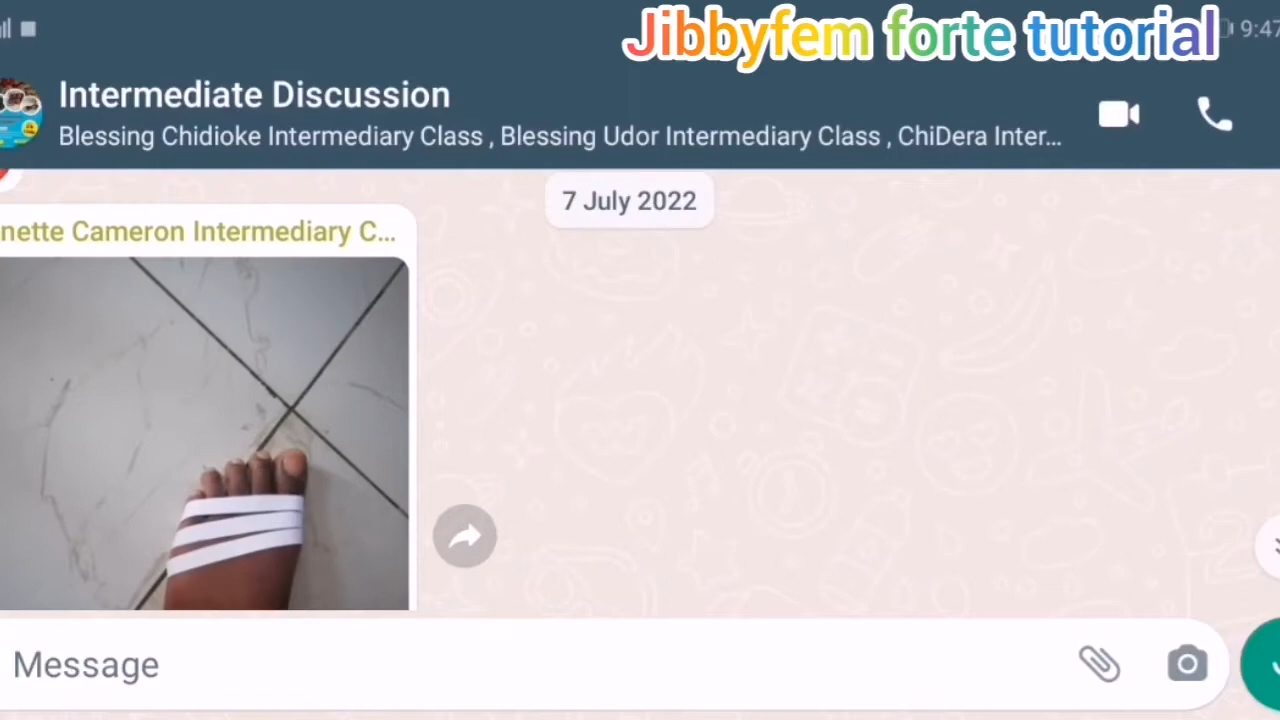 Jibbyfem forte tutorial
9:47
Intermediate Discussion
Blessing Chidioke Intermediary Class , Blessing Udor Intermediary Class , ChiDera Inter...
7 July 2022
nette Cameron Intermediary C...
Message